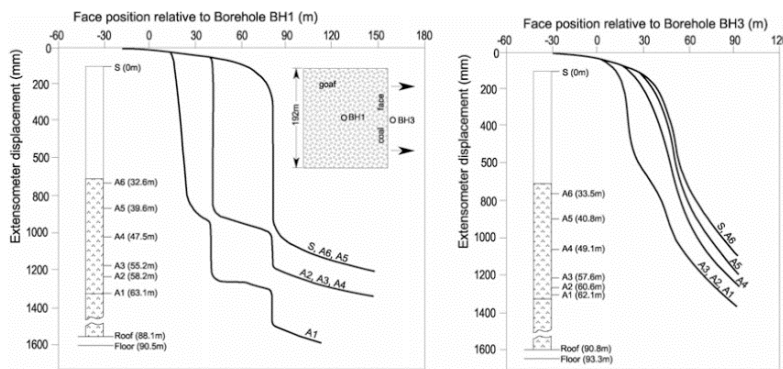 Face position relative to Borehole BH1 (m)
-60 -30 0 30 60 90 120 150 180
Extensometer displacement (mm)
0
200
400
600
800
1000
1200
1400
1600
S (0m)
A6 (32.6m)
A5 (39.6m)
A4 (47.5m)
A3 (55.2m)
A2 (58.2m)
A1 (63.1m)
Roof (88.1m)
Floor (90.5m)
goaf
192m
BH1
coal face
BH3
S, A6, A5
A2, A3, A4
A1
Face position relative to Borehole BH3 (m)
-60 -30 0 30 60 90 120
Extensometer displacement (mm)
0
200
400
600
800
1000
1200
1400
1600
1700
S (0m)
A6 (33.5m)
A5 (40.8m)
A4 (49.1m)
A3 (57.6m)
A2 (60.6m)
A1 (62.1m)
Roof (90.8m)
Floor (93.3m)
S, A6
A5
A4
A3, A2, A1